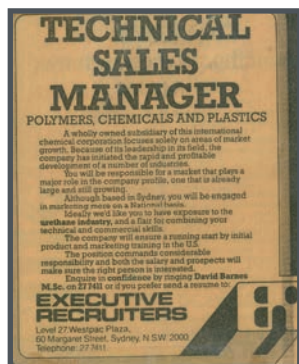 TECHNICAL
SALES
MANAGER
POLYMERS, CHEMICALS AND PLASTICS
A wholly owned subsidiary of this international
chemical corporation focuses solely on areas of market
growth. Because of its leadership in its field, the
company has initiated the rapid and profitable
development of a number of industries.
You will be responsible for a market that plays a
major role in the company profits, one that is already
large and still growing.
Although based in Sydney, you will be engaged
in marketing more on a National basis.
Ideally we'd like you to have exposure to the
urethane industry, and a flair for combining your
technical and commercial skills.
The company will ensure a running start by initial
product and marketing training in the U.S.
The position commands considerable
responsibility and both the salary and prospects will
make sure the right person is interested.
Enquire in confidence by ringing David Barnes
M.Sc. on 27 7411 or if you prefer send a resume to:
EXECUTIVE
RECRUITERS
Level 27 Westpac Plaza,
60 Margaret Street, Sydney, N.S.W. 2000
Telephone: 27 7411